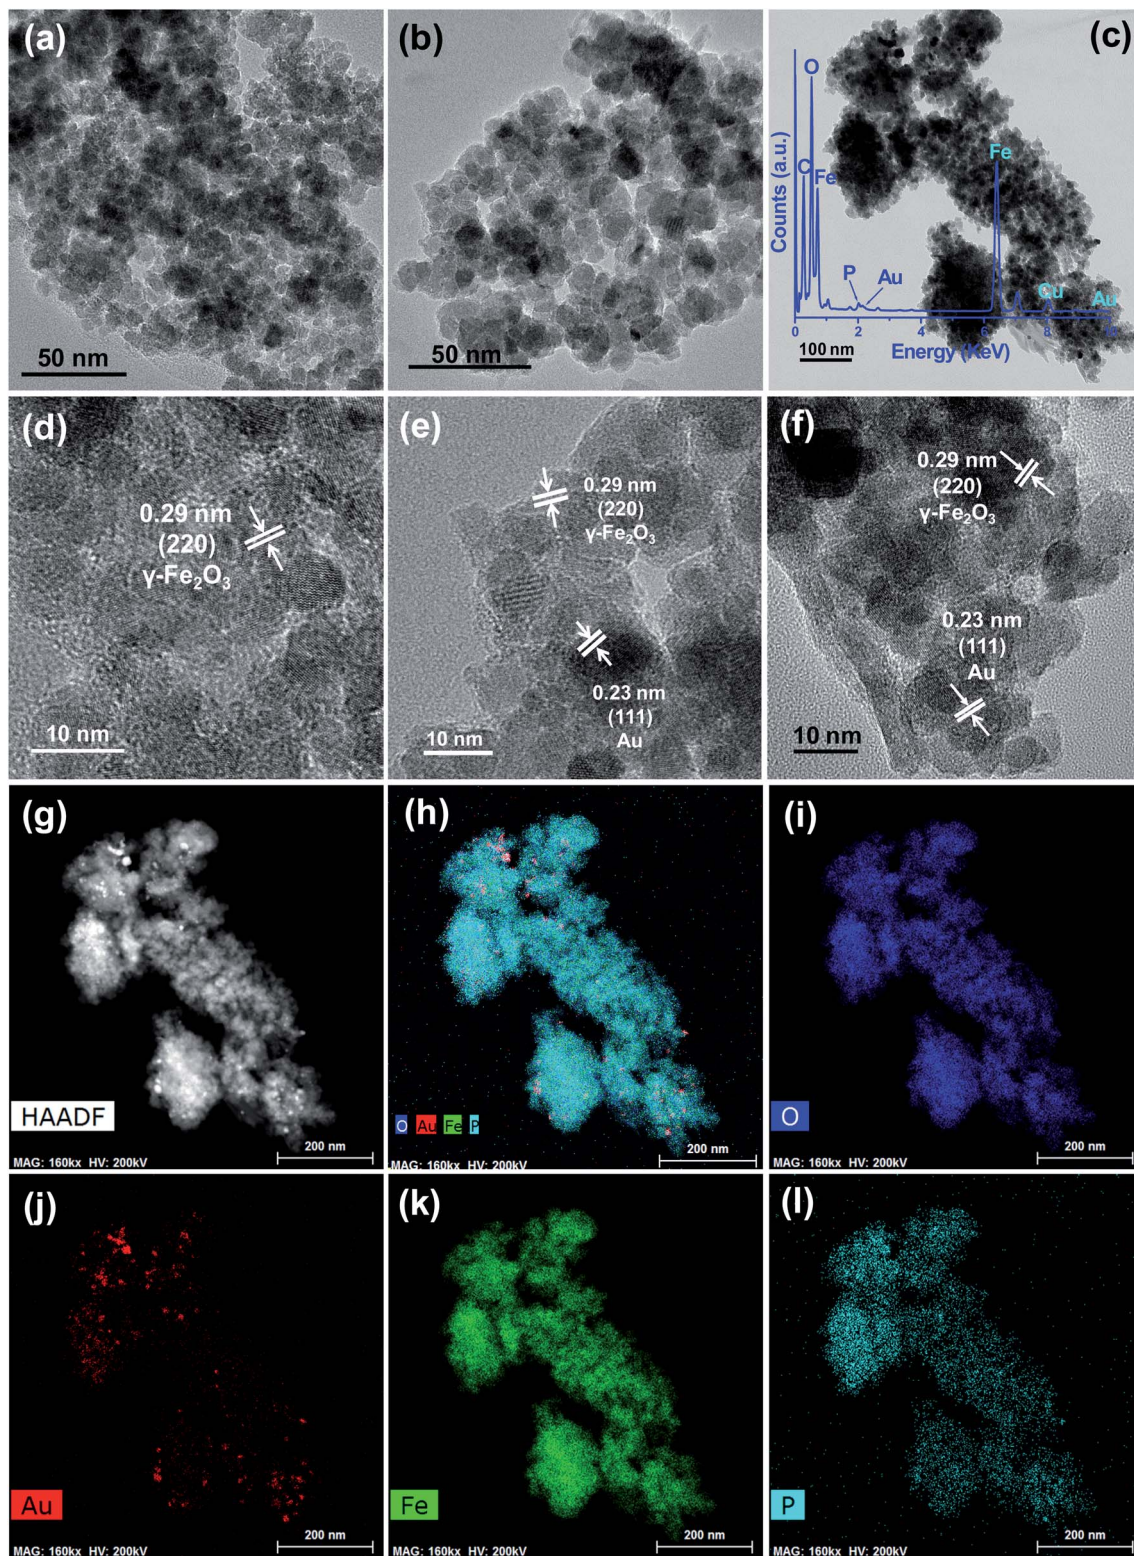 (a)
50 nm
(b)
50 nm
(c)
O
C
Fe
Fe
P
Au
Cu
Au
Counts (a.u.)
0 2 4 6 8
Energy (KeV)
100 nm
(d)
0.29 nm
(220)
γ-Fe₂O₃
10 nm
(e)
0.29 nm
(220)
γ-Fe₂O₃
0.23 nm
(111)
Au
10 nm
(f)
0.29 nm
(220)
γ-Fe₂O₃
0.23 nm
(111)
Au
10 nm
(g)
HAADF
200 nm
MAG: 160kx HV: 200kV
(h)
O Au Fe P
200 nm
MAG: 160kx HV: 200kV
(i)
O
200 nm
MAG: 160kx HV: 200kV
(j)
Au
200 nm
MAG: 160kx HV: 200kV
(k)
Fe
200 nm
MAG: 160kx HV: 200kV
(l)
P
200 nm
MAG: 160kx HV: 200kV